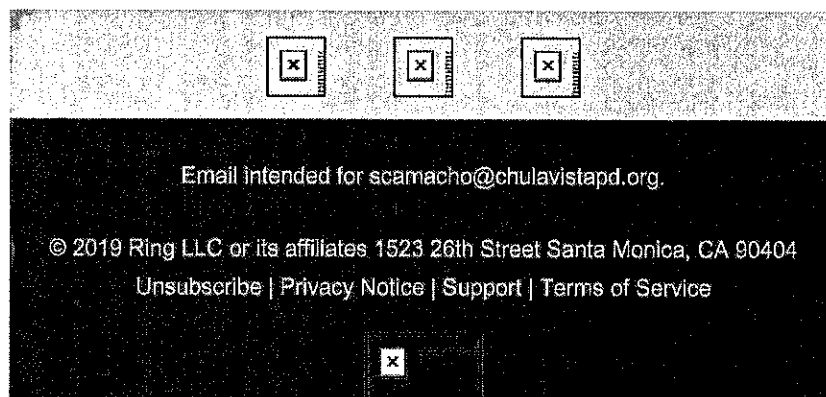 Email intended for scamacho@chulavistapd.org.
© 2019 Ring LLC or its affiliates 1523 26th Street Santa Monica, CA 90404
Unsubscribe | Privacy Notice | Support | Terms of Service